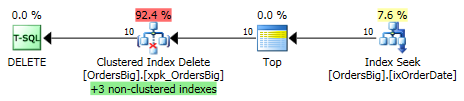 0.0 %
T-SQL
DELETE
92.4 %
10
Clustered Index Delete
[OrdersBig].[xpk_OrdersBig]
+3 non-clustered indexes
0.0 %
10
Top
7.6 %
10
Index Seek
[OrdersBig].[ixOrderDate]